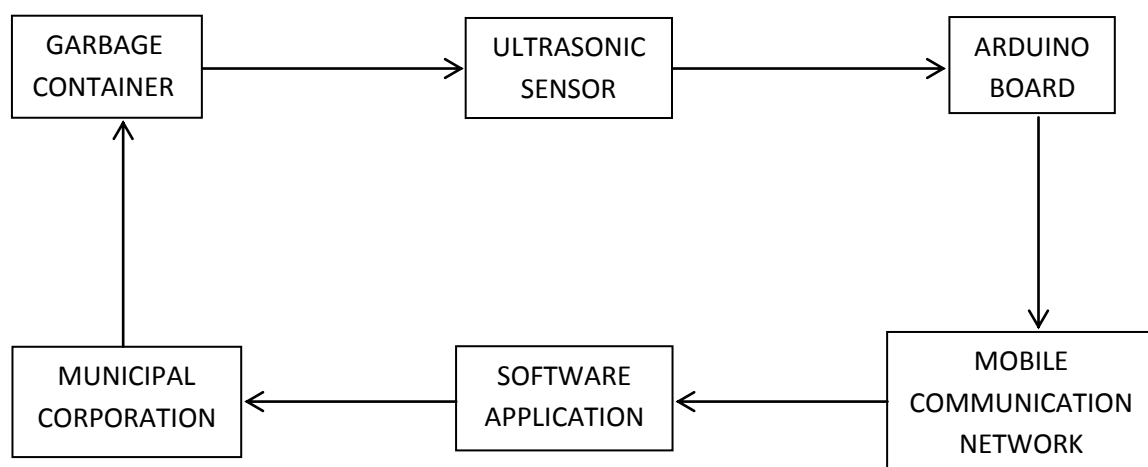 GARBAGE
CONTAINER
ULTRASONIC
SENSOR
ARDUINO
BOARD
MUNICIPAL
CORPORATION
SOFTWARE
APPLICATION
MOBILE
COMMUNICATION
NETWORK